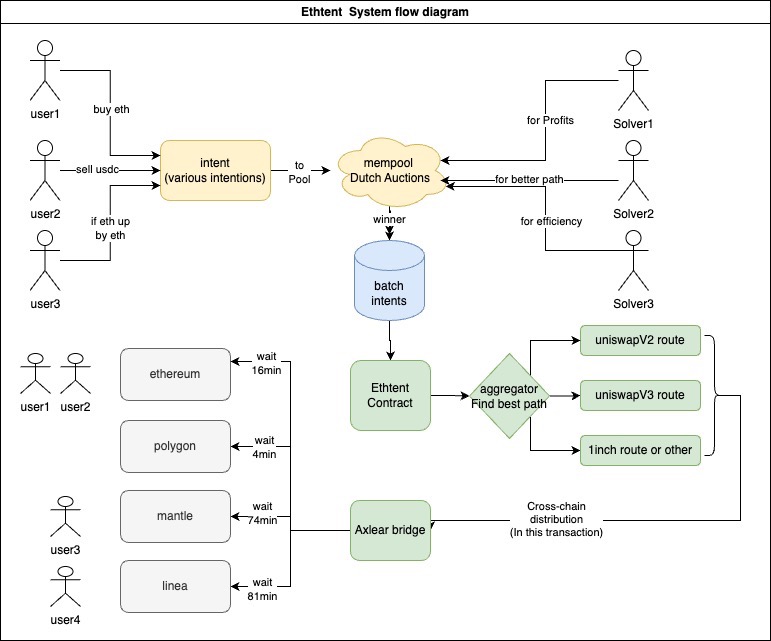 Ethtent System flow diagram
user1
buy eth
user2
sell usdc
if eth up
by eth
user3
intent
(various intentions)
to
Pool
mempool
Dutch Auctions
for Profits
Solver1
for better path
Solver2
for efficiency
Solver3
winner
batch
intents
Ethtent
Contract
aggregator
Find best path
uniswapV2 route
uniswapV3 route
1inch route or other
Cross-chain
distribution
(In this transaction)
Axlear bridge
wait
16min
ethereum
user1
user2
wait
4min
polygon
wait
74min
mantle
user3
wait
81min
linea
user4